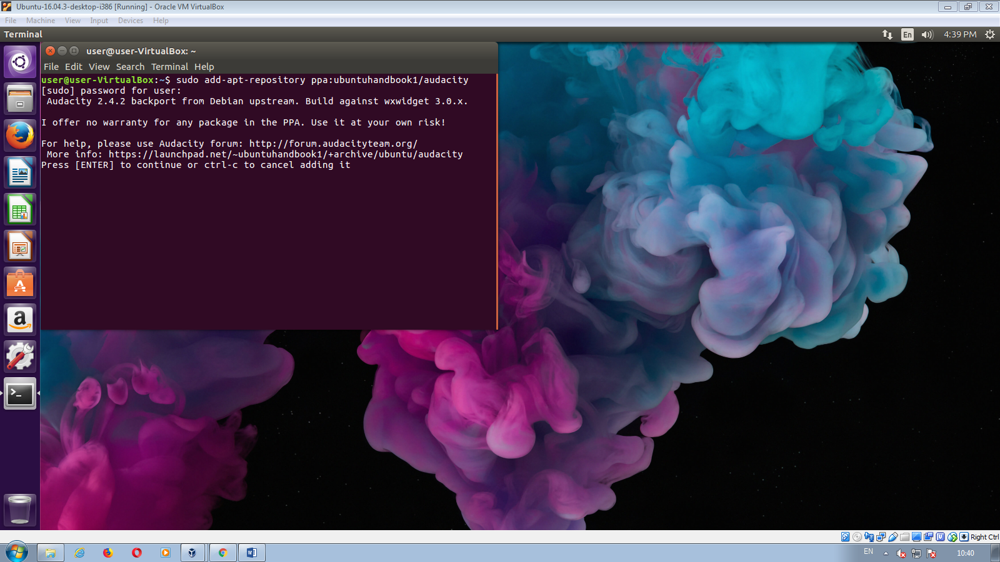 Ubuntu-16.04.3-desktop-i386 [Running] - Oracle VM VirtualBox
File Machine View Input Devices Help
Terminal En 4:39 PM
user@user-VirtualBox: ~
File Edit View Search Terminal Help
user@user-VirtualBox:~$ sudo add-apt-repository ppa:ubuntuhandbook1/audacity
[sudo] password for user:
Audacity 2.4.2 backport from Debian upstream. Build against wxwidget 3.0.x.
I offer no warranty for any package in the PPA. Use it at your own risk!
For help, please use Audacity forum: http://forum.audacityteam.org/
More info: https://launchpad.net/~ubuntuhandbook1/+archive/ubuntu/audacity
Press [ENTER] to continue or ctrl-c to cancel adding it
Right Ctrl
EN 10:40